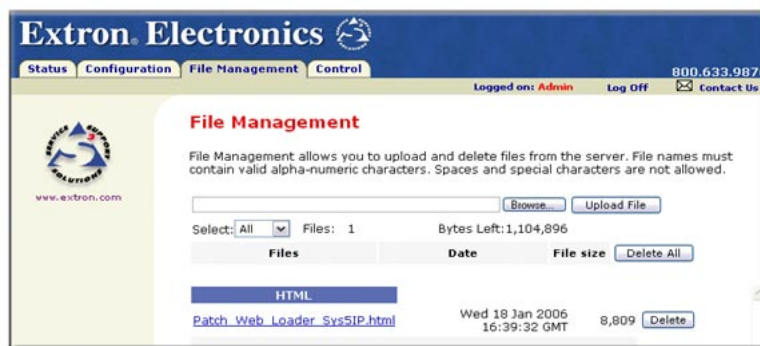 Extron® Electronics
Status Configuration File Management Control
800.633.987
Logged on: Admin Log Off Contact Us
SERVICE SUPPORT SOLUTIONS
S3
www.extron.com
File Management
File Management allows you to upload and delete files from the server. File names must
contain valid alpha-numeric characters. Spaces and special characters are not allowed.
Browse... Upload File
Select: All Files: 1 Bytes Left:1,104,896
Files Date File size Delete All
HTML
Patch_Web_Loader_Sys5IP.html Wed 18 Jan 2006
16:39:32 GMT 8,809 Delete